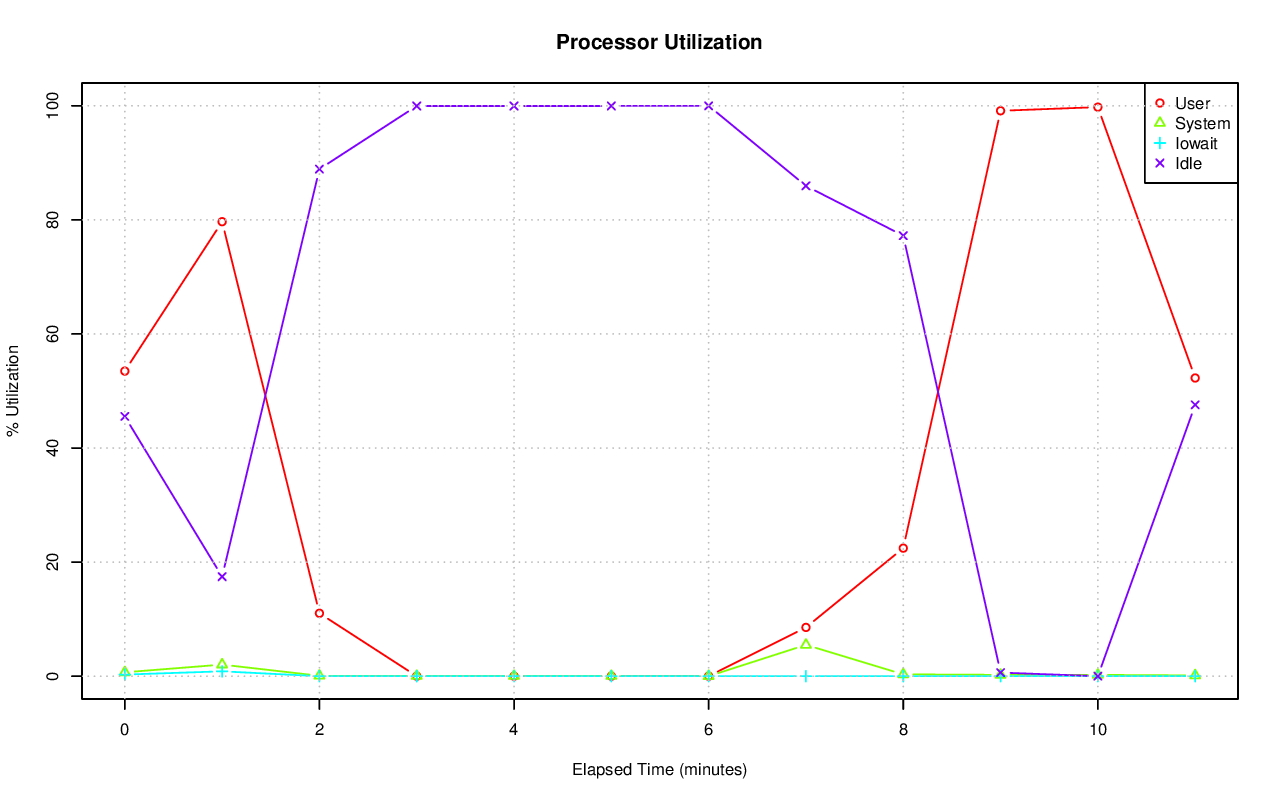 Processor Utilization
User
System
Iowait
Idle
100
80
60
40
20
0
% Utilization
0 2 4 6 8 10
Elapsed Time (minutes)